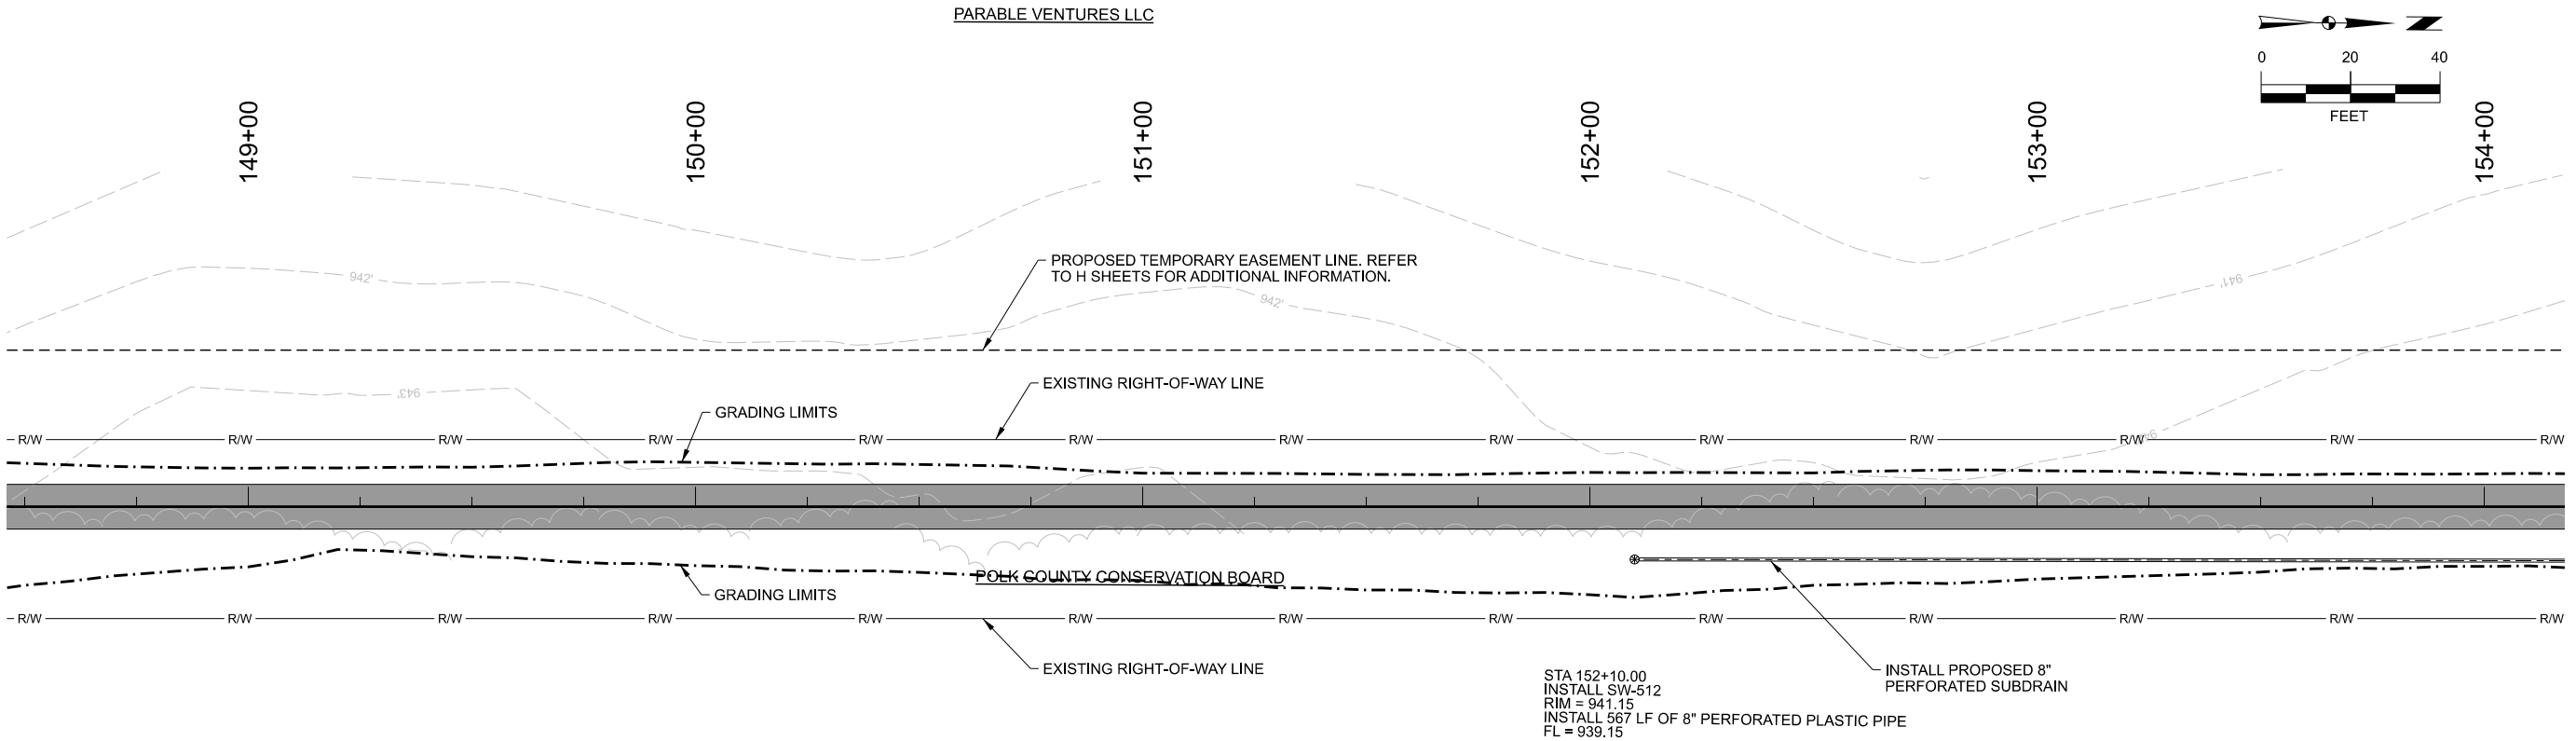 PARABLE VENTURES LLC
0 20 40
FEET
149+00
150+00
151+00
152+00
153+00
154+00
PROPOSED TEMPORARY EASEMENT LINE. REFER
TO H SHEETS FOR ADDITIONAL INFORMATION.
942'
942'
941'
943'
EXISTING RIGHT-OF-WAY LINE
GRADING LIMITS
R/W R/W R/W R/W R/W R/W R/W R/W R/W R/W R/W R/W R/W
POLK COUNTY CONSERVATION BOARD
GRADING LIMITS
R/W R/W R/W R/W R/W R/W R/W R/W R/W R/W R/W R/W R/W
EXISTING RIGHT-OF-WAY LINE
INSTALL PROPOSED 8"
PERFORATED SUBDRAIN
STA 152+10.00
INSTALL SW-512
RIM = 941.15
INSTALL 567 LF OF 8" PERFORATED PLASTIC PIPE
FL = 939.15